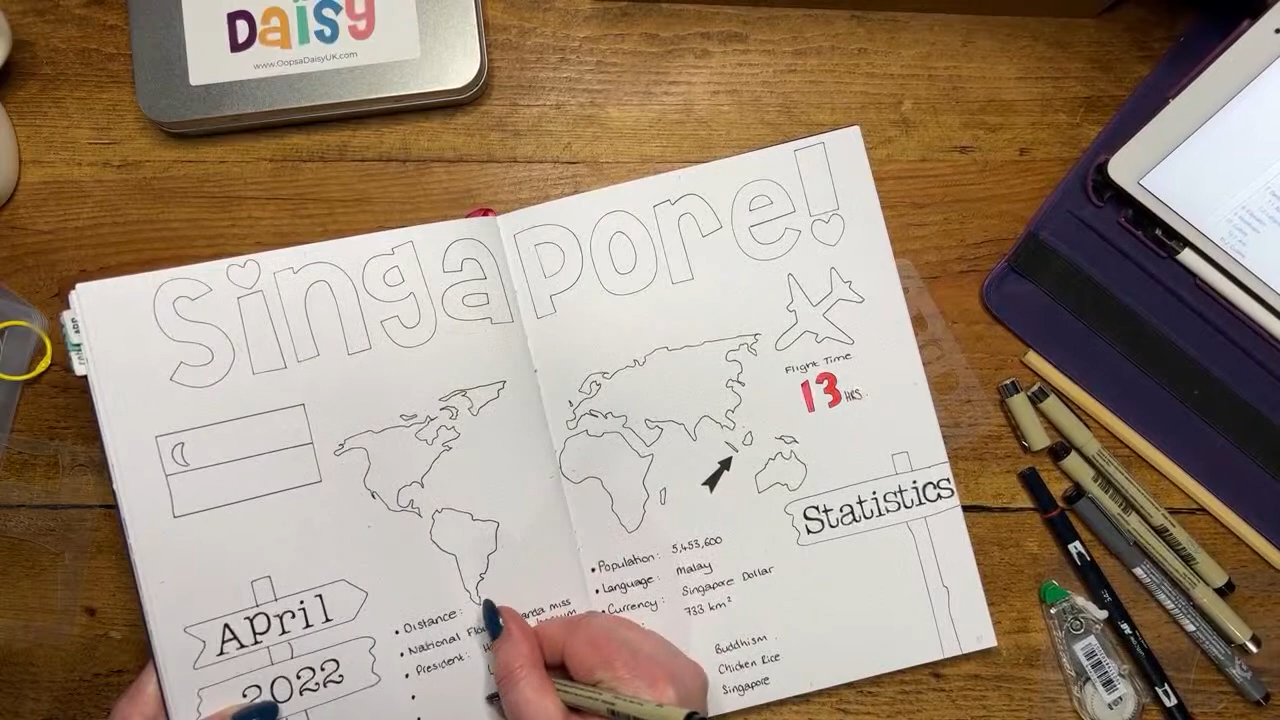 Daisy
www.OopsaDaisyUK.com
Singapore!
Flight Time
13 HRS.
Statistics
April
2022
• Distance:
• National
miss
• President:
• Population: 5,453,600
• Language: Malay
• Currency: Singapore Dollar
733 km²
Buddhism
Chicken Rice
Singapore